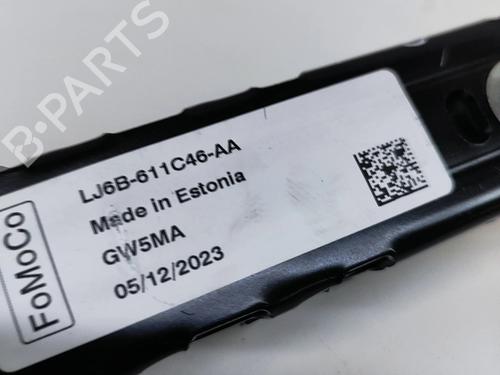 B-PARTS
LJ6B-611C46-AA
Made in Estonia
GW5MA
05/12/2023
FoMoCo